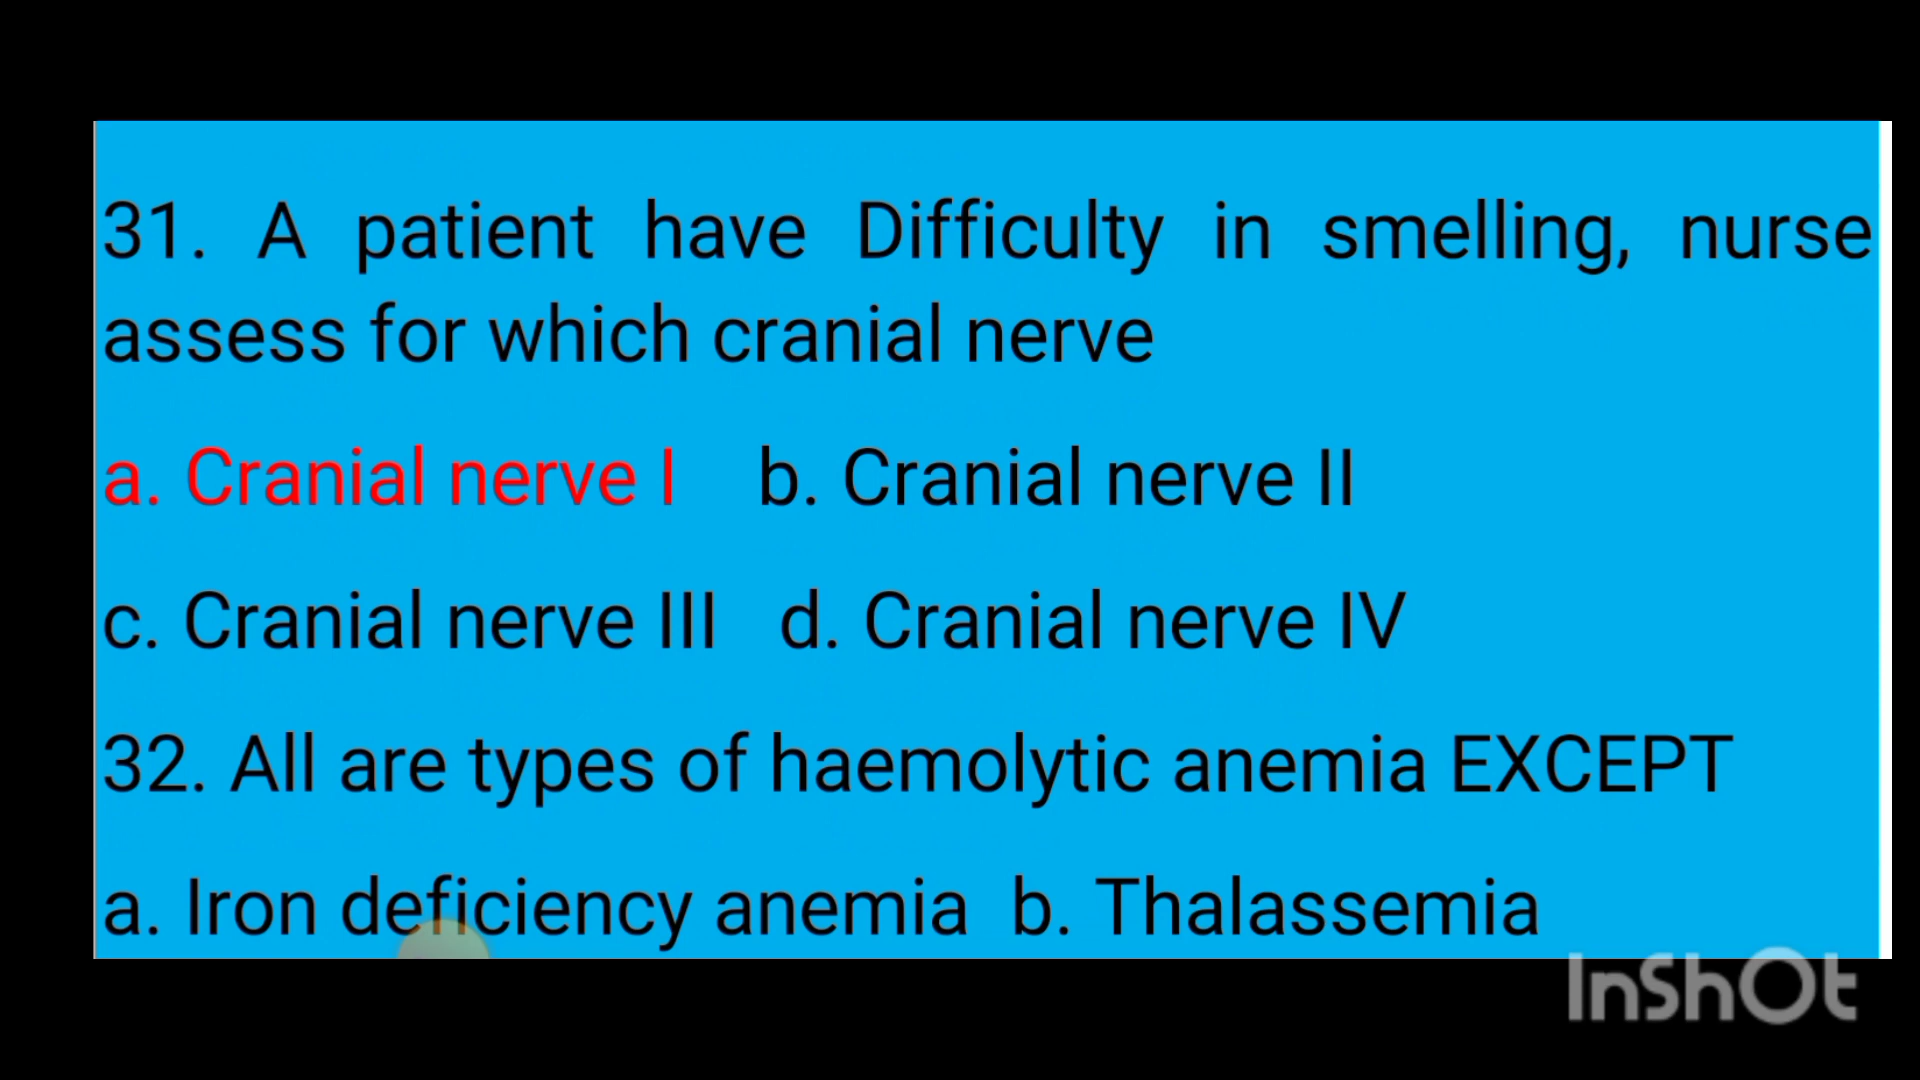 31. A patient have Difficulty in smelling, nurse
assess for which cranial nerve
a. Cranial nerve I b. Cranial nerve II
c. Cranial nerve III d. Cranial nerve IV
32. All are types of haemolytic anemia EXCEPT
a. Iron deficiency anemia b. Thalassemia
InShOt